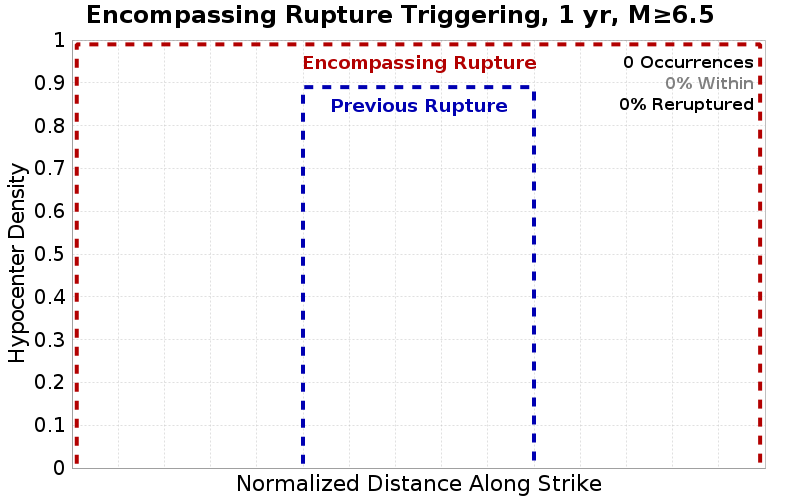 Encompassing Rupture Triggering, 1 yr, M≥6.5
Encompassing Rupture
Previous Rupture
0 Occurrences
0% Within
0% Reruptured
1
0.9
0.8
0.7
0.6
0.5
0.4
0.3
0.2
0.1
0
Hypocenter Density
Normalized Distance Along Strike